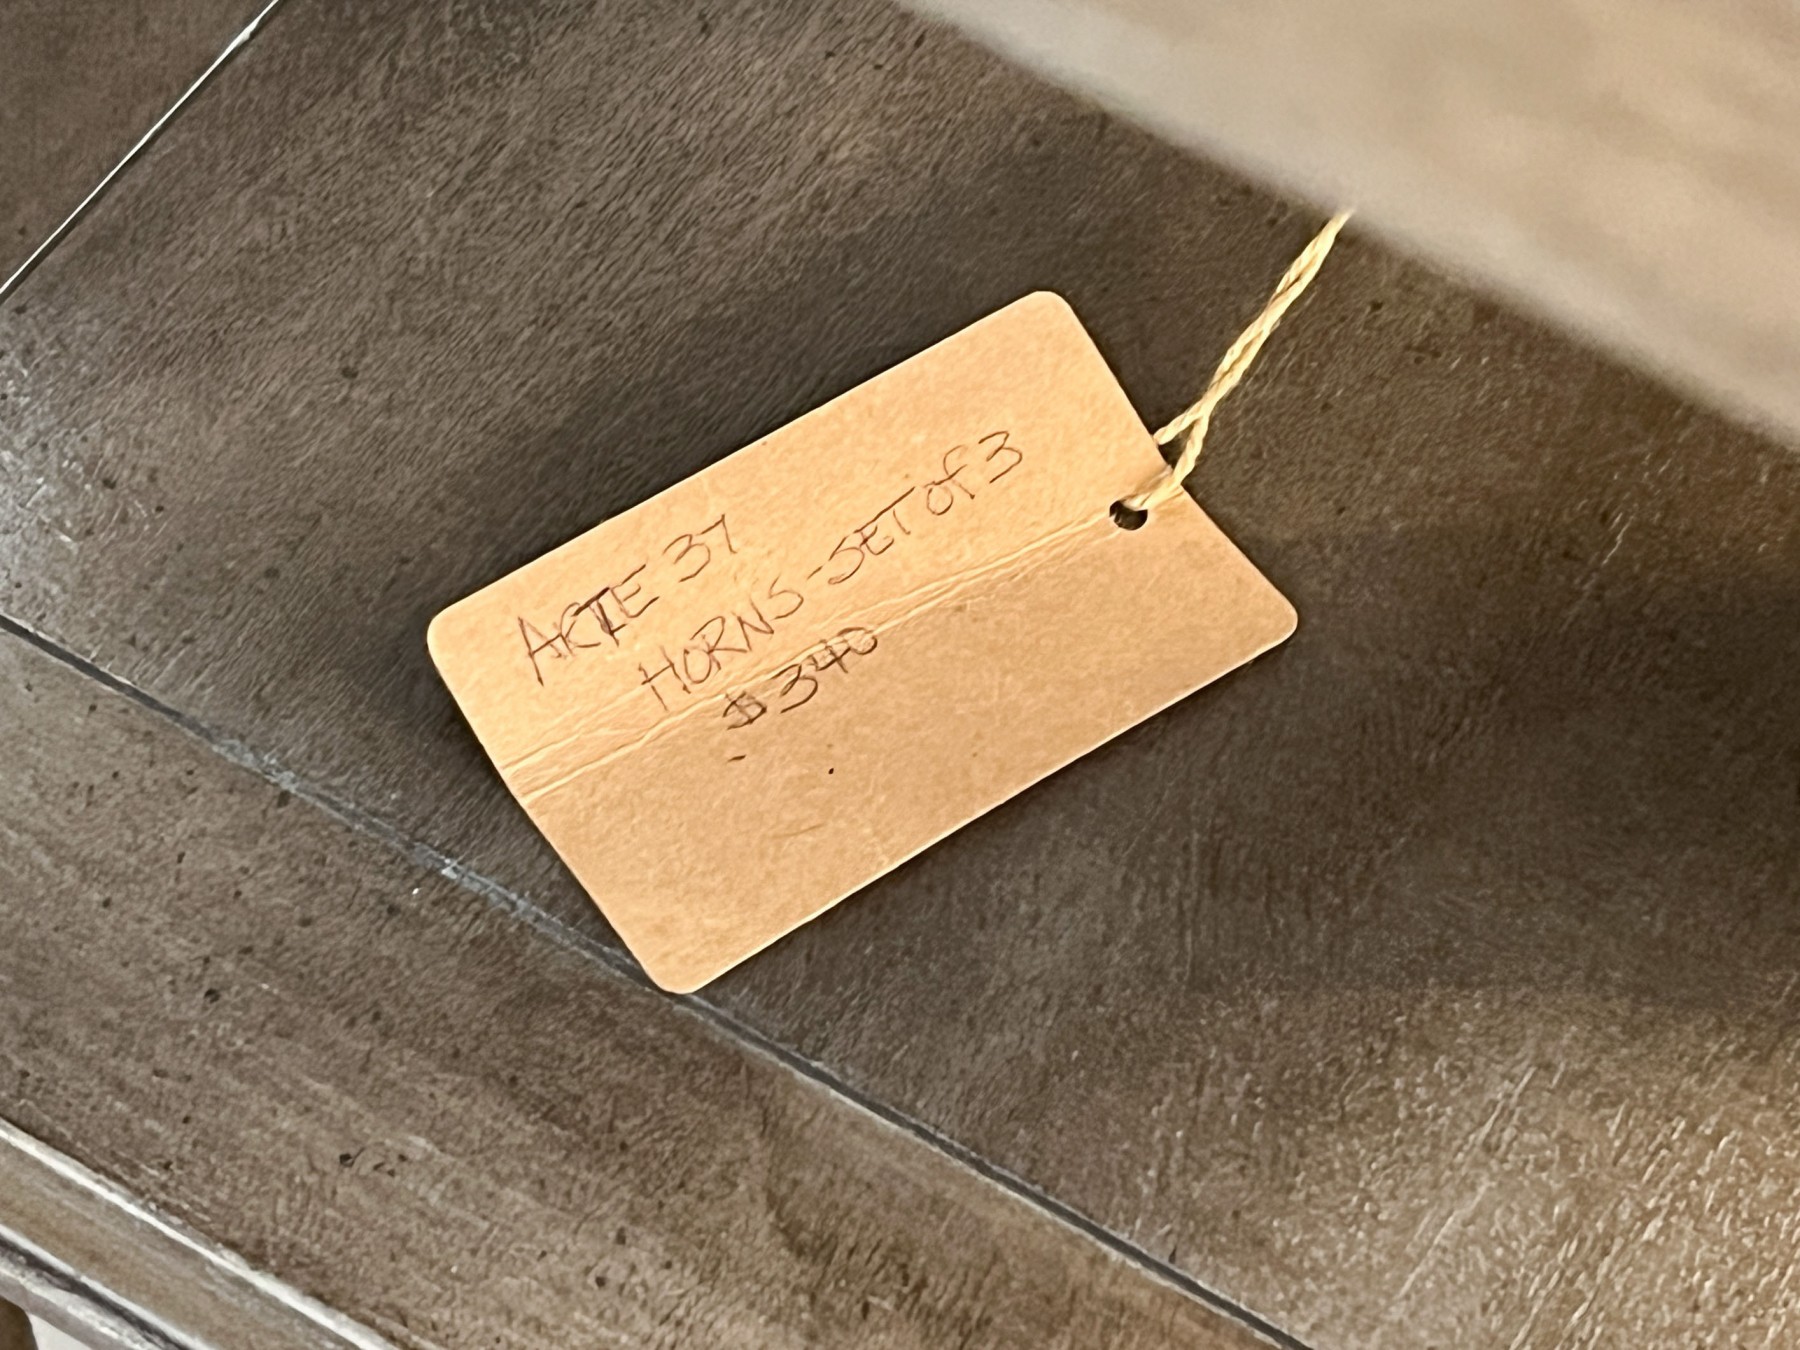 ARTE 37
HORNS - SET of 3
$340